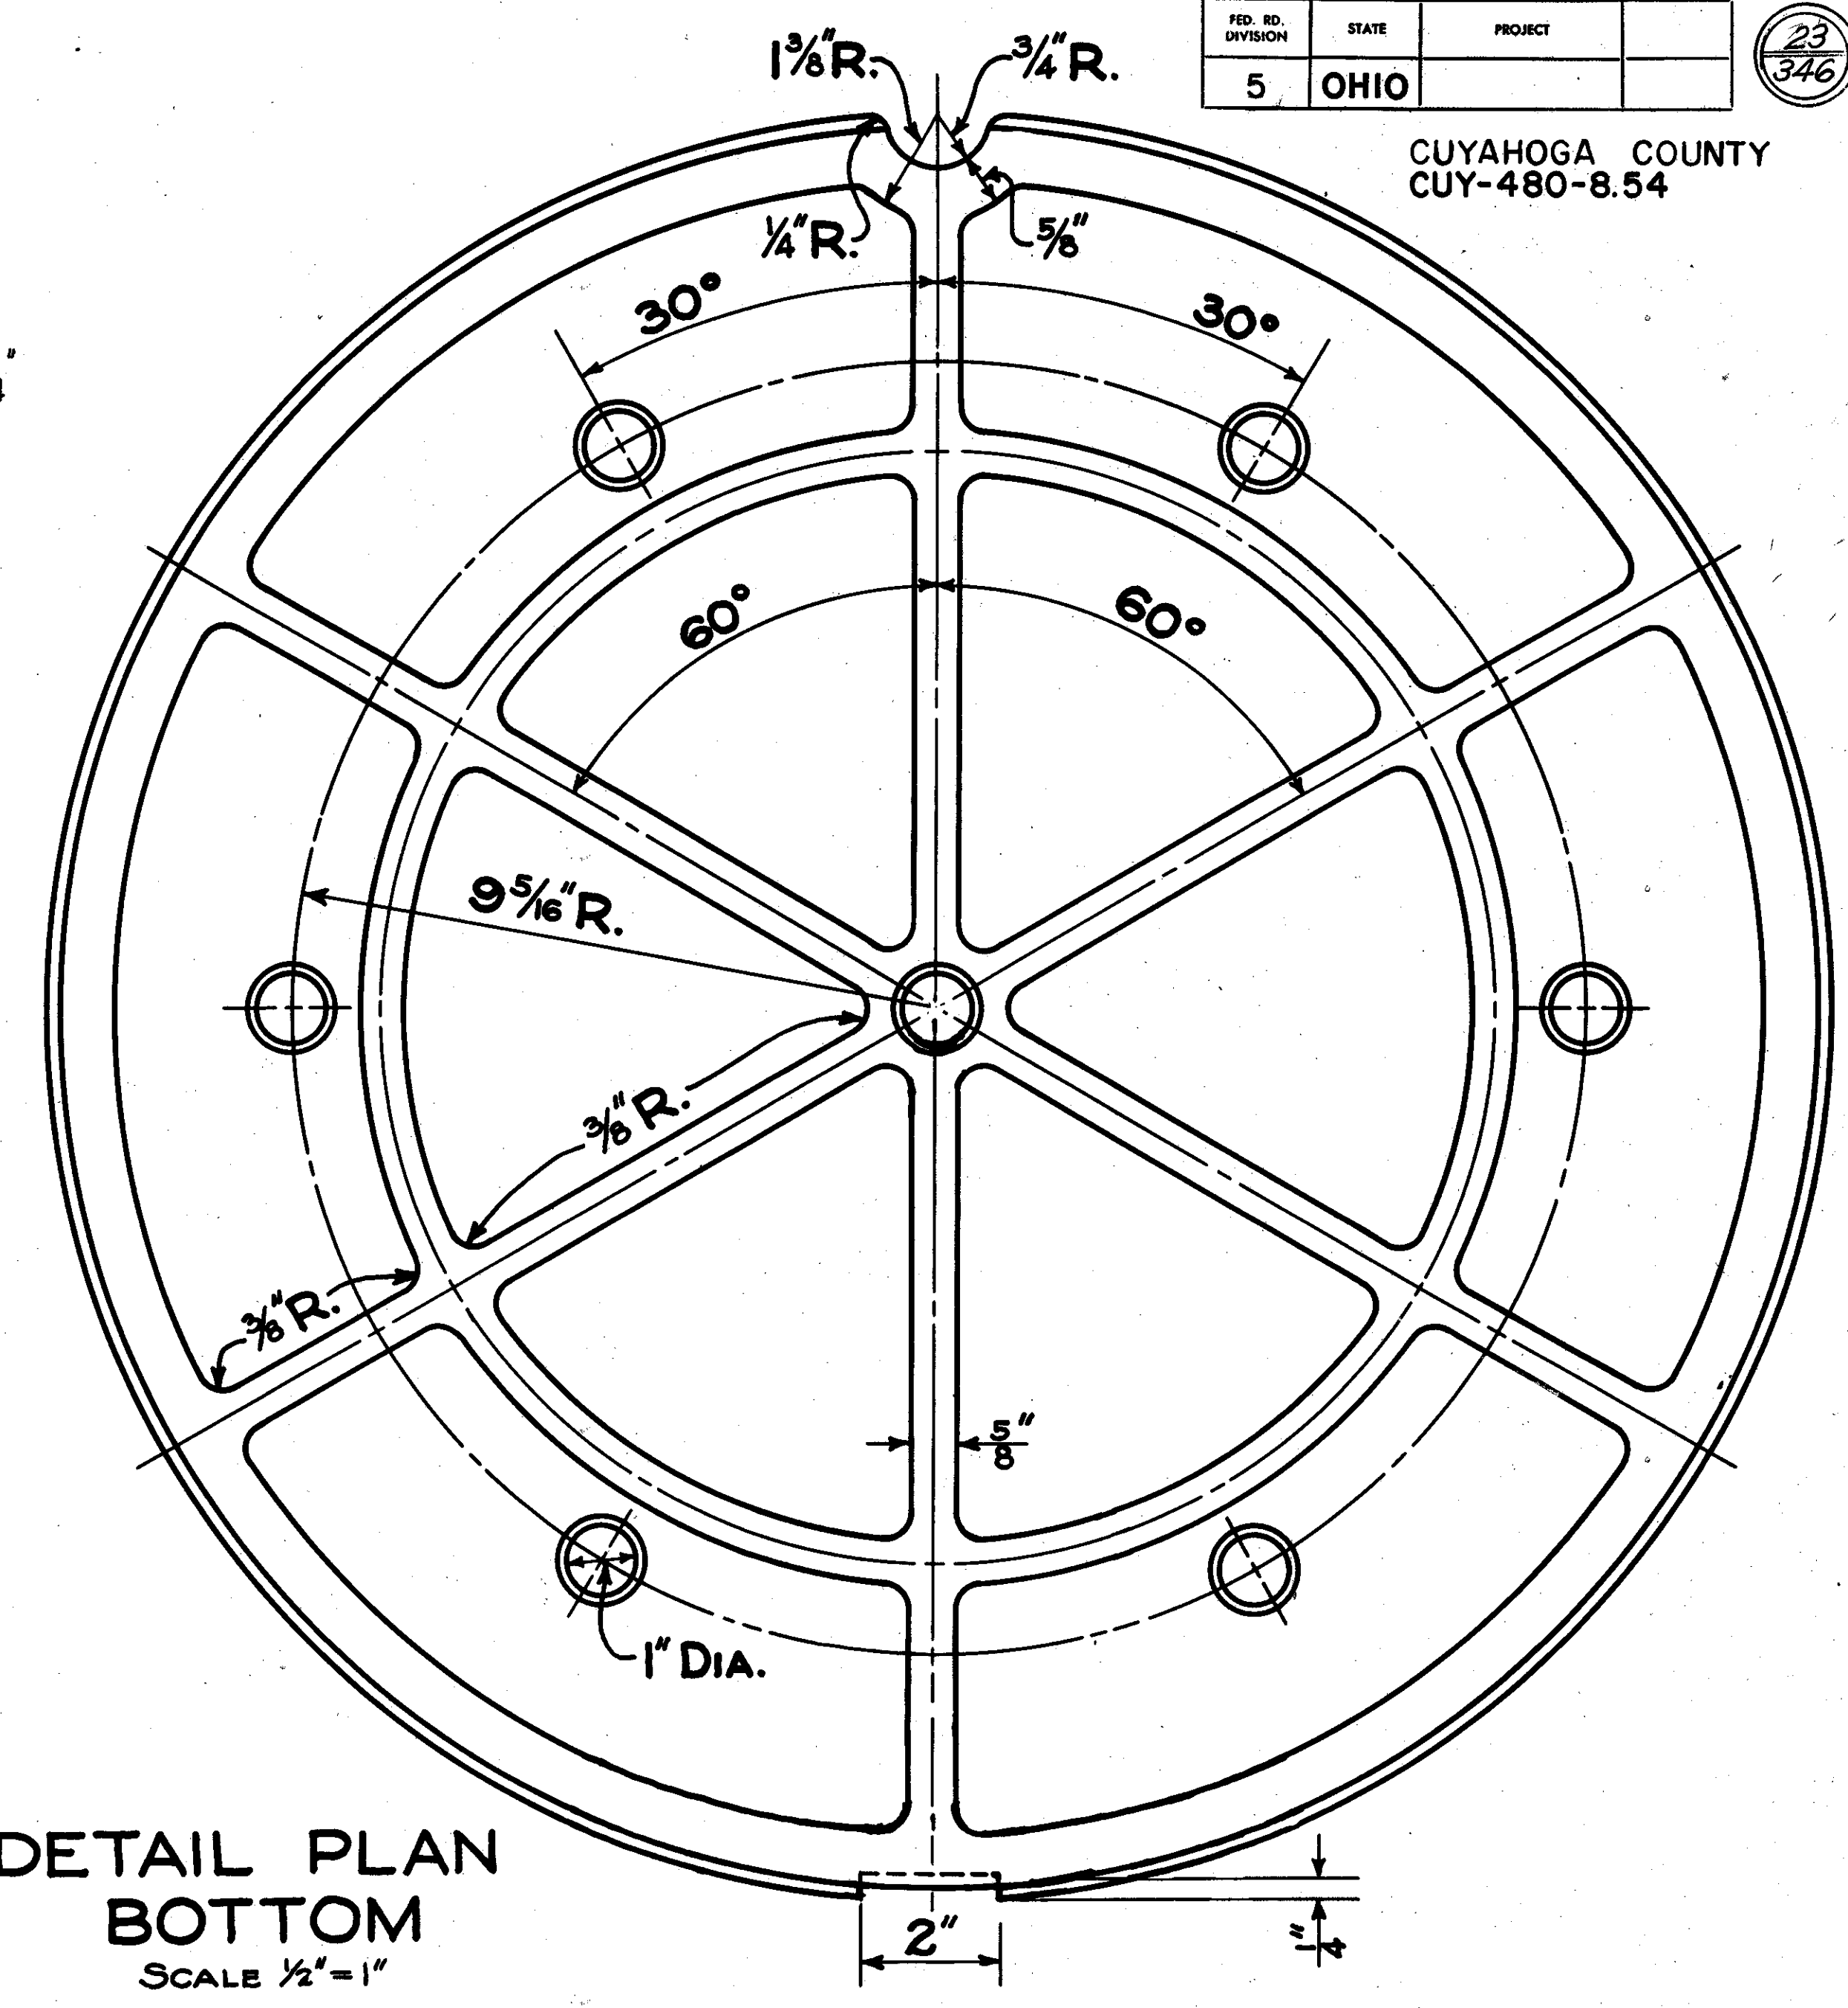 FED. RD. DIVISION STATE PROJECT
5 OHIO
23
346
CUYAHOGA COUNTY
CUY-480-8.54
1 3/8" R.
3/4" R.
1/4" R.
5/8"
30°
30°
60°
60°
9 5/16" R.
3/8" R.
3/8" R.
5/8"
1" DIA.
2"
1/4"
DETAIL PLAN
BOTTOM
SCALE 1/2" = 1"